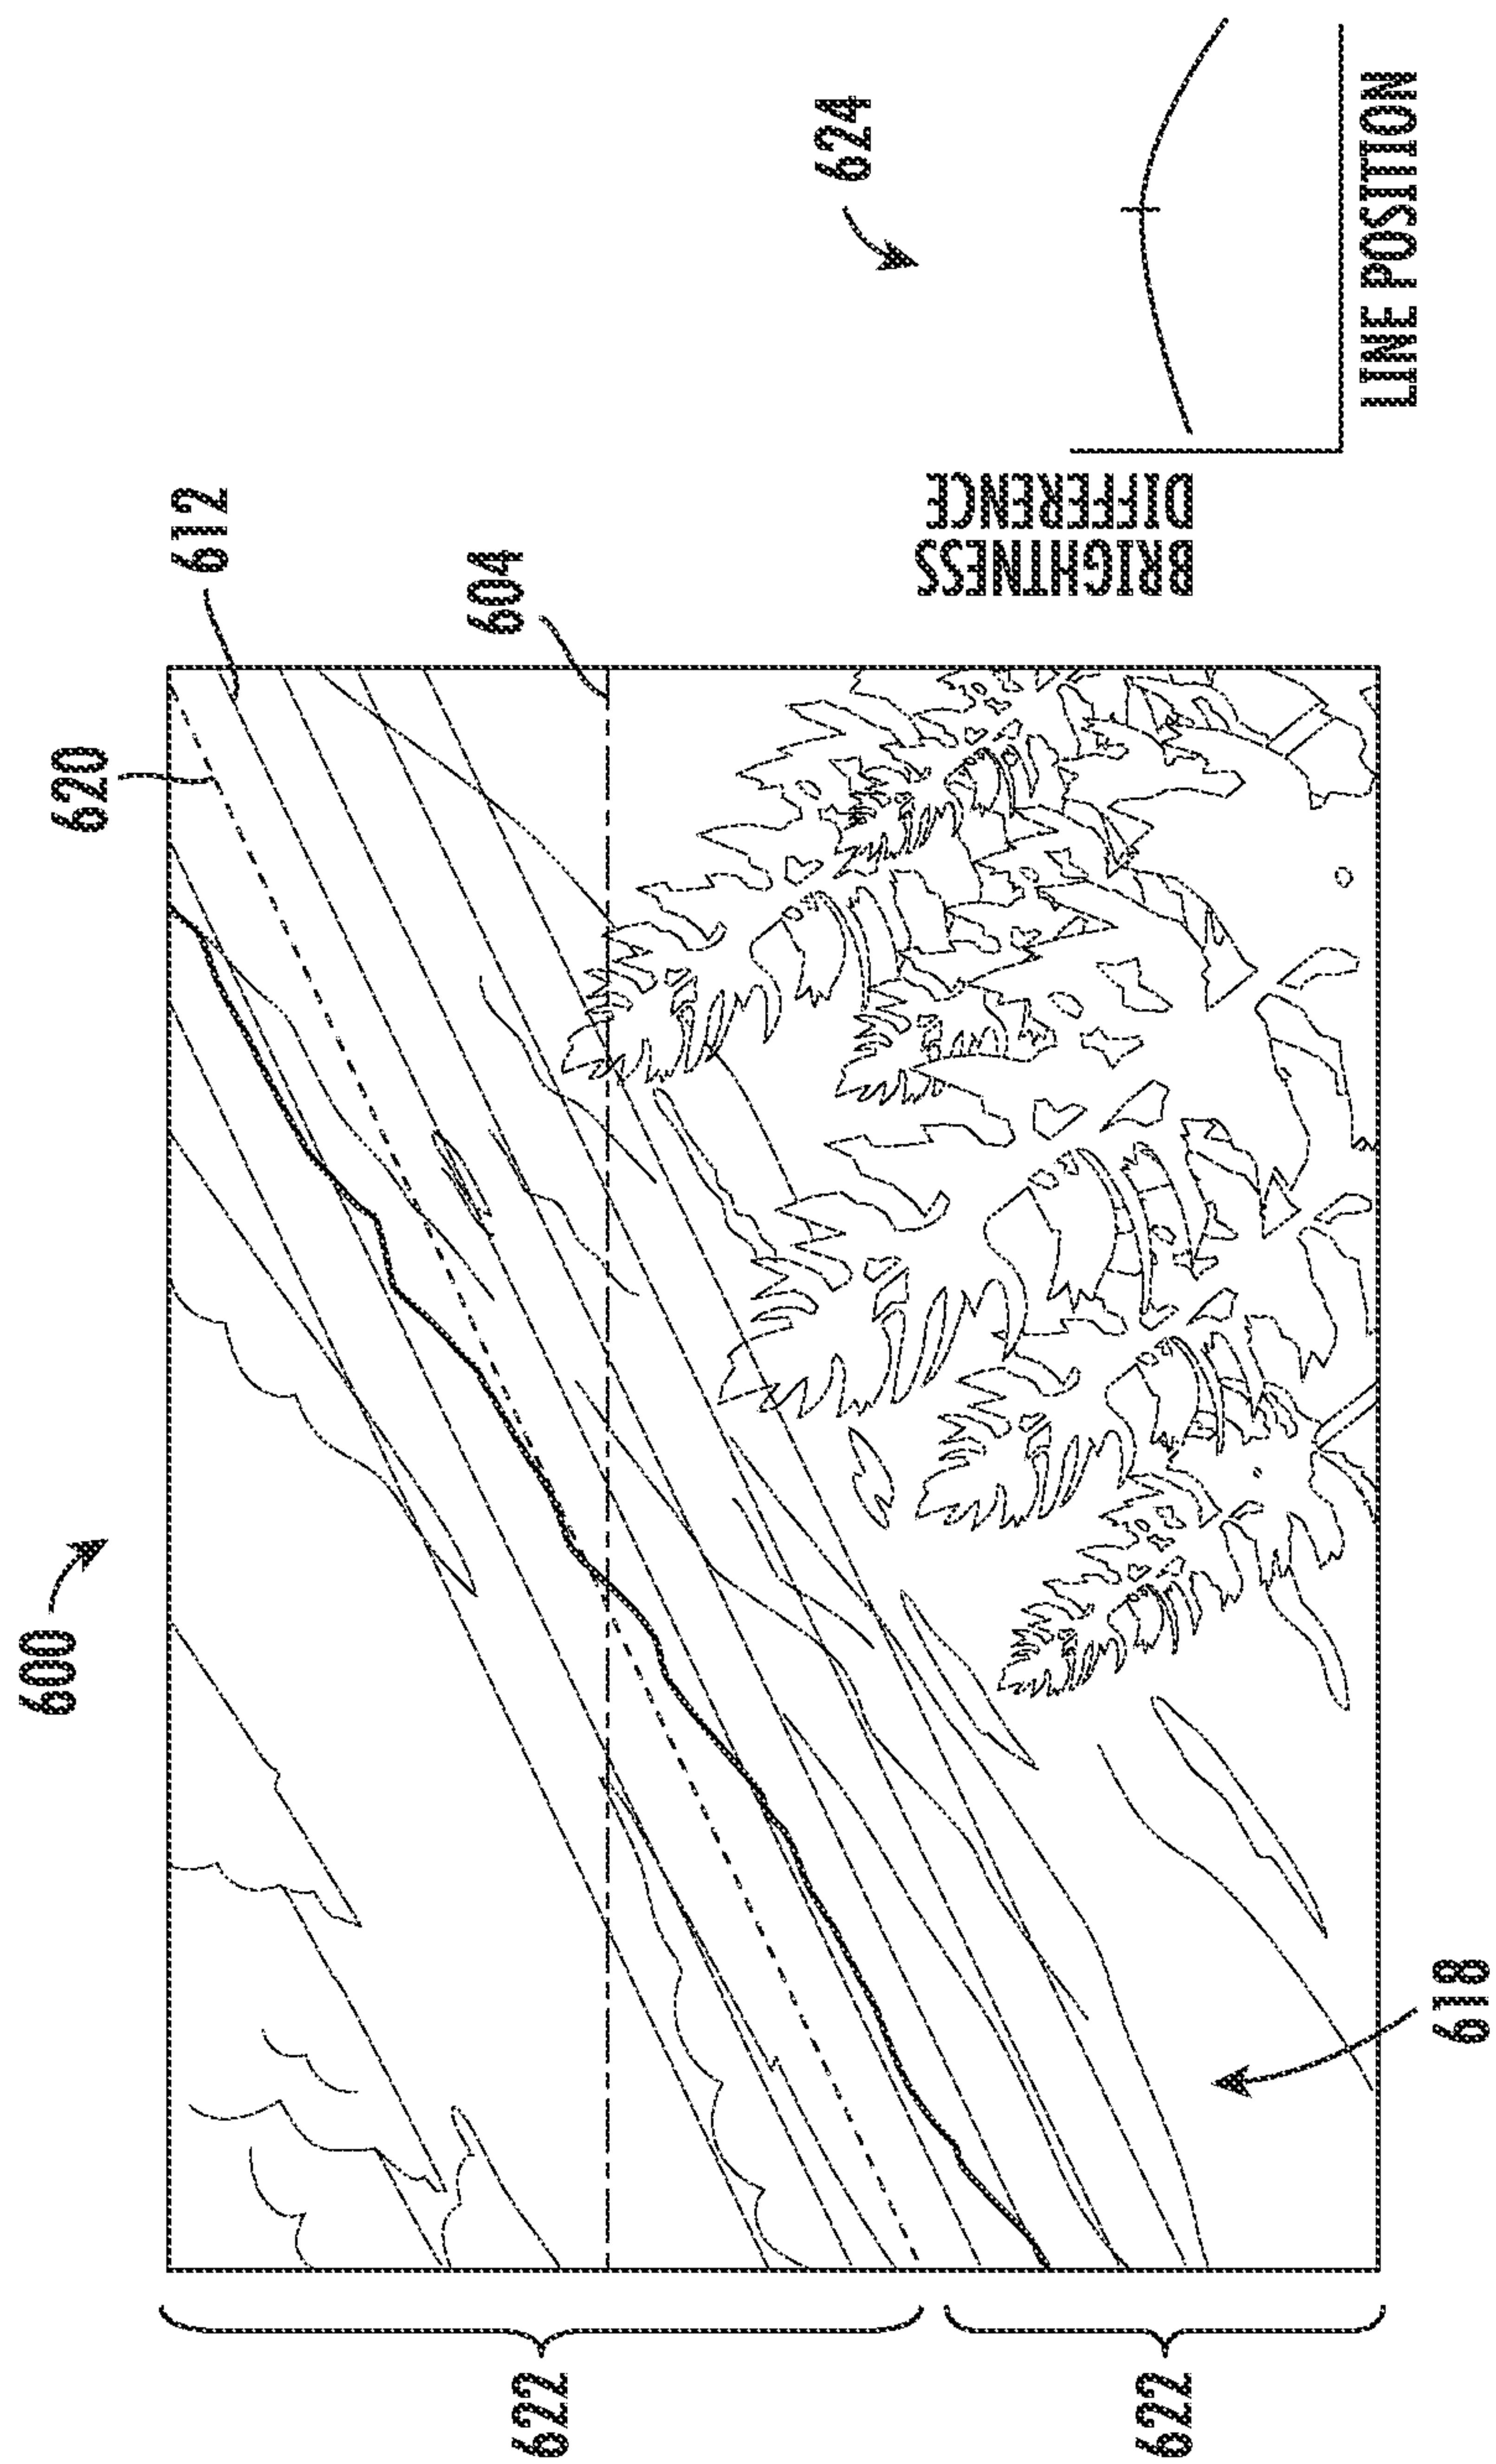 600
620
612
604
622
622
618
624
BRIGHTNESS
DIFFERENCE
LINE POSITION